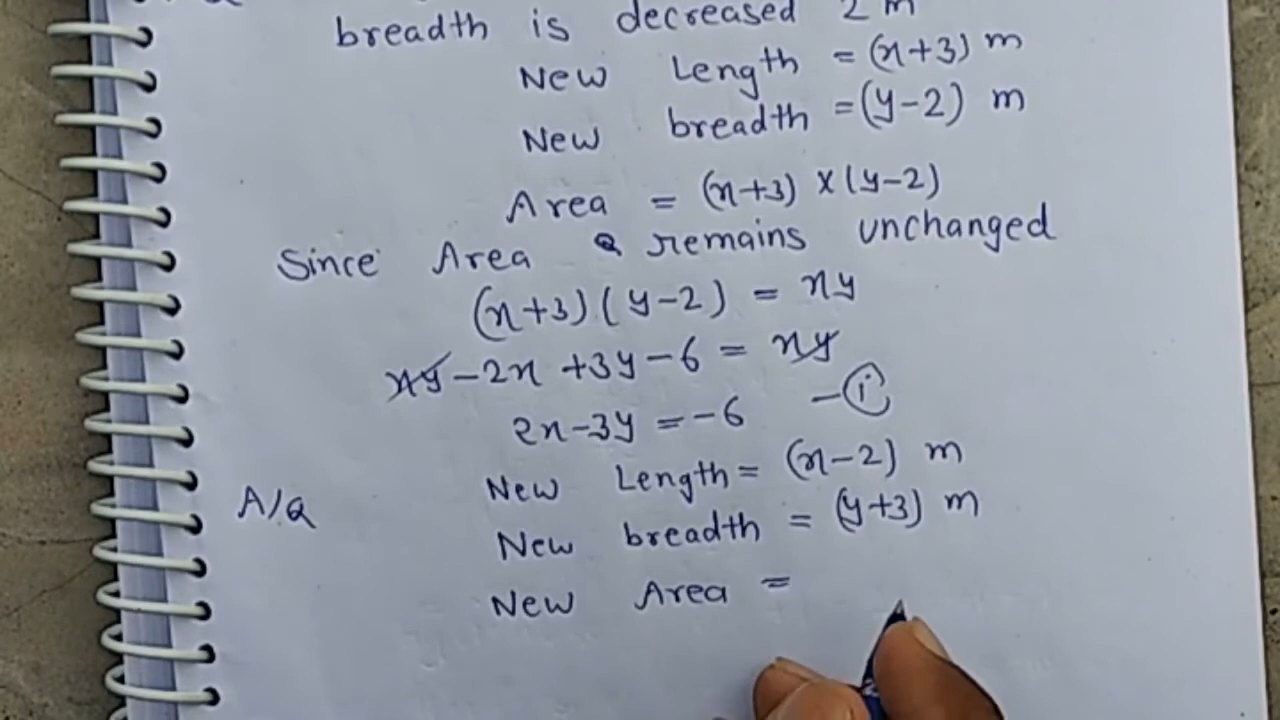 breadth is decreased 2 m
New Length = (x+3) m
New breadth = (y-2) m
Area = (x+3) × (y-2)
Since Area remains unchanged
(x+3) (y-2) = xy
xy - 2x + 3y - 6 = xy
2x - 3y = -6 - (i)
A/Q New Length = (x-2) m
New breadth = (y+3) m
New Area =